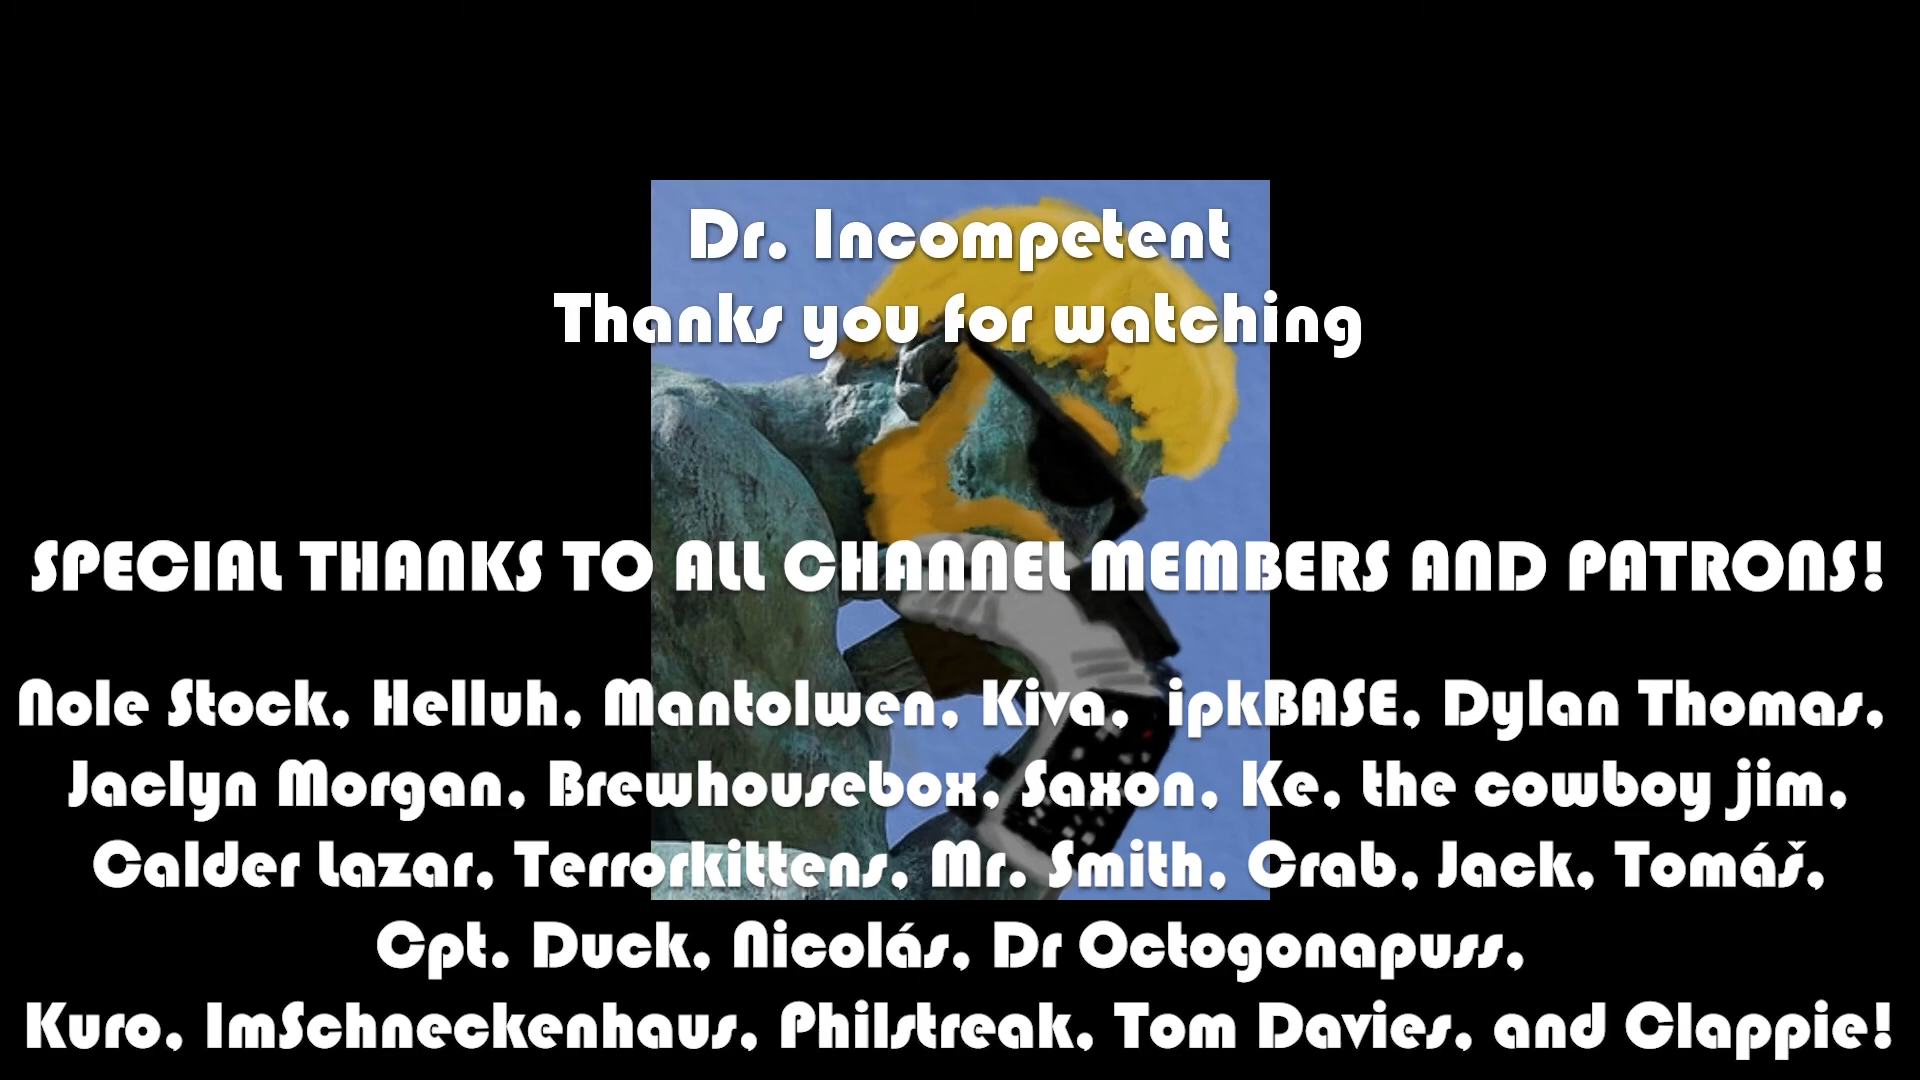 Dr. Incompetent
Thanks you for watching
SPECIAL THANKS TO ALL CHANNEL MEMBERS AND PATRONS!
Nole Stock, Helluh, Mantolwen, Kiva, ipkBASE, Dylan Thomas,
Jaclyn Morgan, Brewhousebox, Saxon, Ke, the cowboy jim,
Calder Lazar, Terrorkittens, Mr. Smith, Crab, Jack, Tomáš,
Cpt. Duck, Nicolás, Dr Octogonapuss,
Kuro, ImSchneckenhaus, Philstreak, Tom Davies, and Clappie!